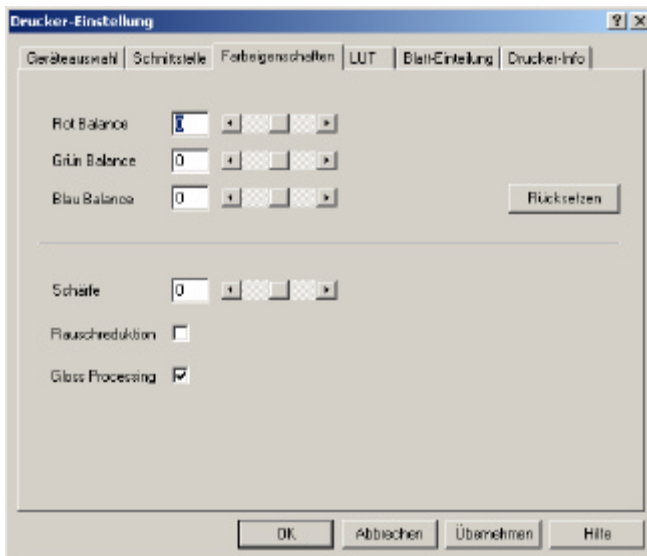 Drucker-Einstellung
Geräteauswahl Schnittstelle Farbeigenschaften LUT Blatt-Einteilung Drucker-Info
Rot Balance 0
Grün Balance 0
Blau Balance 0 Rücksetzen
Schärfe 0
Rauschreduktion
Gloss Processing
OK Abbrechen Übernehmen Hilfe